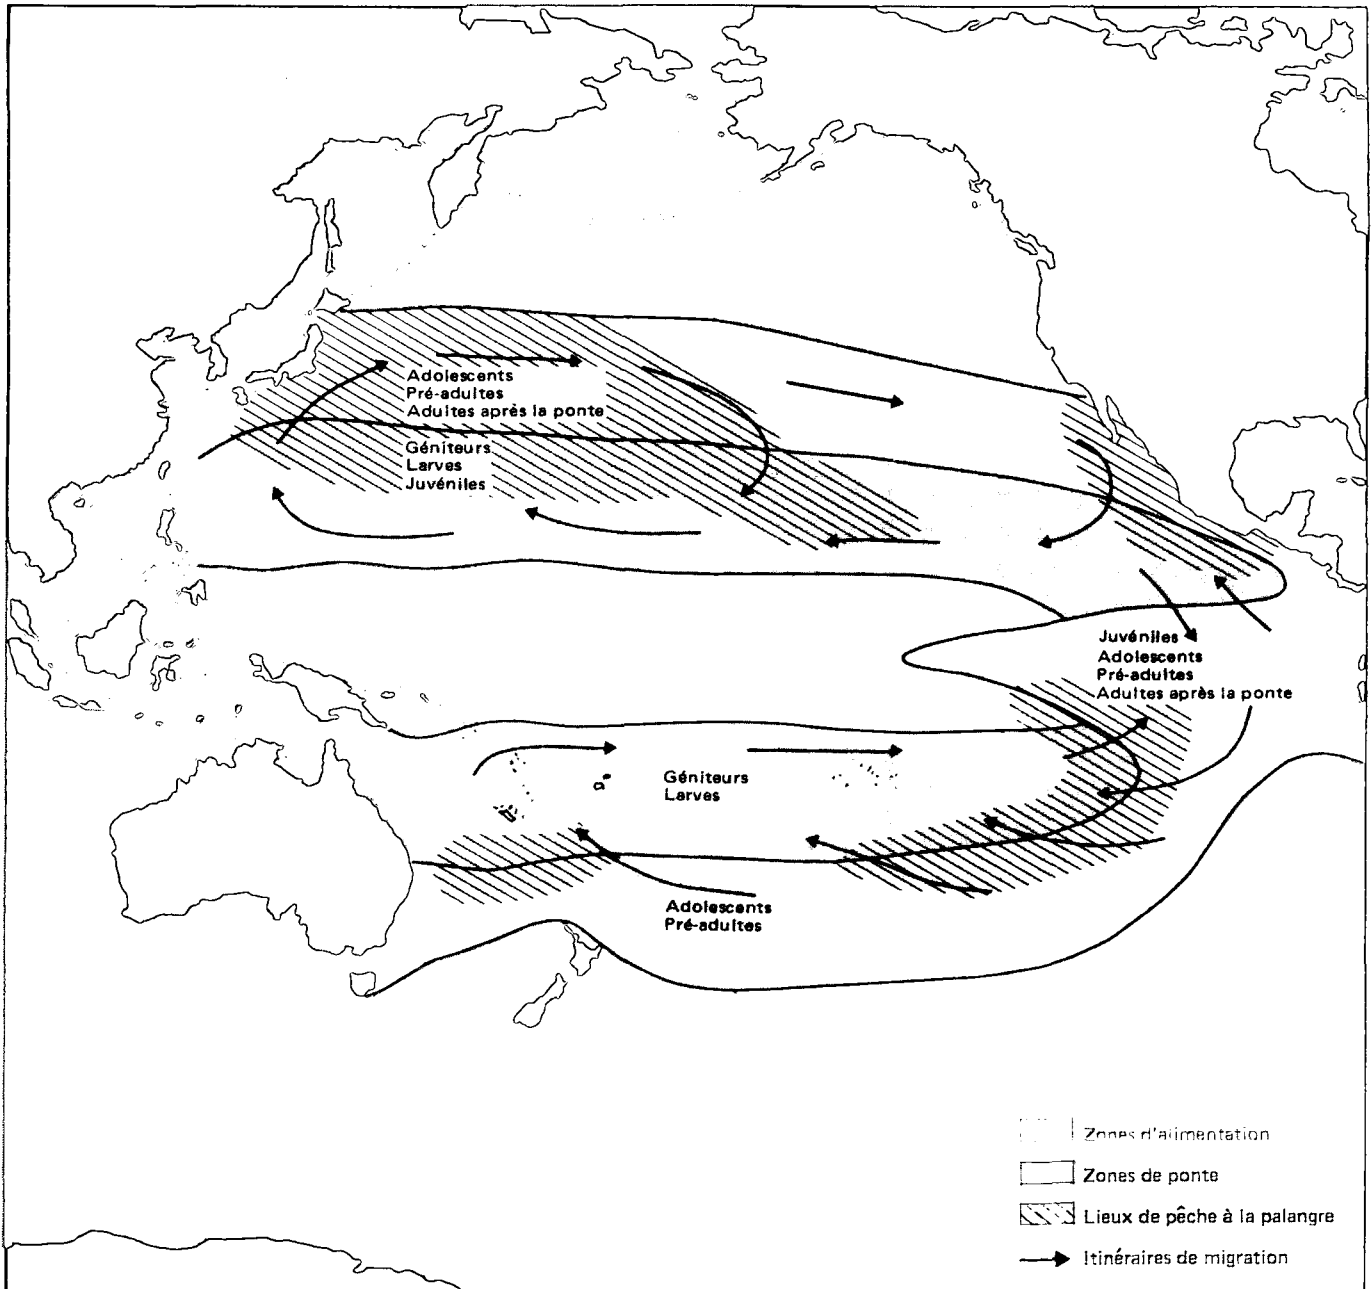 Adolescents
Pré-adultes
Adultes après la ponte
Géniteurs
Larves
Juvéniles
Juvéniles
Adolescents
Pré-adultes
Adultes après la ponte
Géniteurs
Larves
Adolescents
Pré-adultes
Zones d'alimentation
Zones de ponte
Lieux de pêche à la palangre
Itinéraires de migration